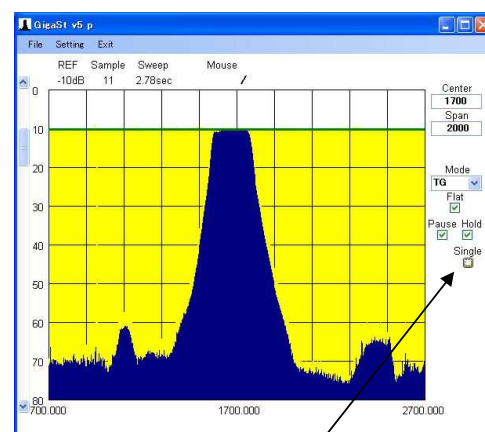 GigaSt v5 p
File Setting Exit
REF Sample Sweep Mouse
-10dB 11 2.78sec /
Center
1700
Span
2000
Mode
TG
Flat
Pause Hold
Single
0
10
20
30
40
50
60
70
80
700.000 1700.000 2700.000